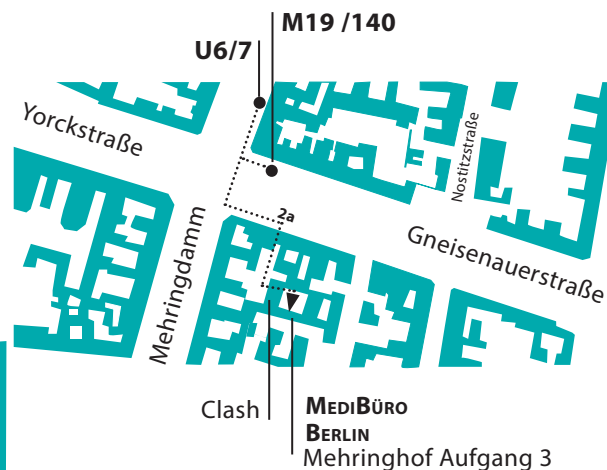 M19 /140
U6/7
Yorckstraße
Nostitzstraße
2a
Gneisenauerstraße
Mehringdamm
Clash
MEDIBÜRO
BERLIN
Mehringhof Aufgang 3